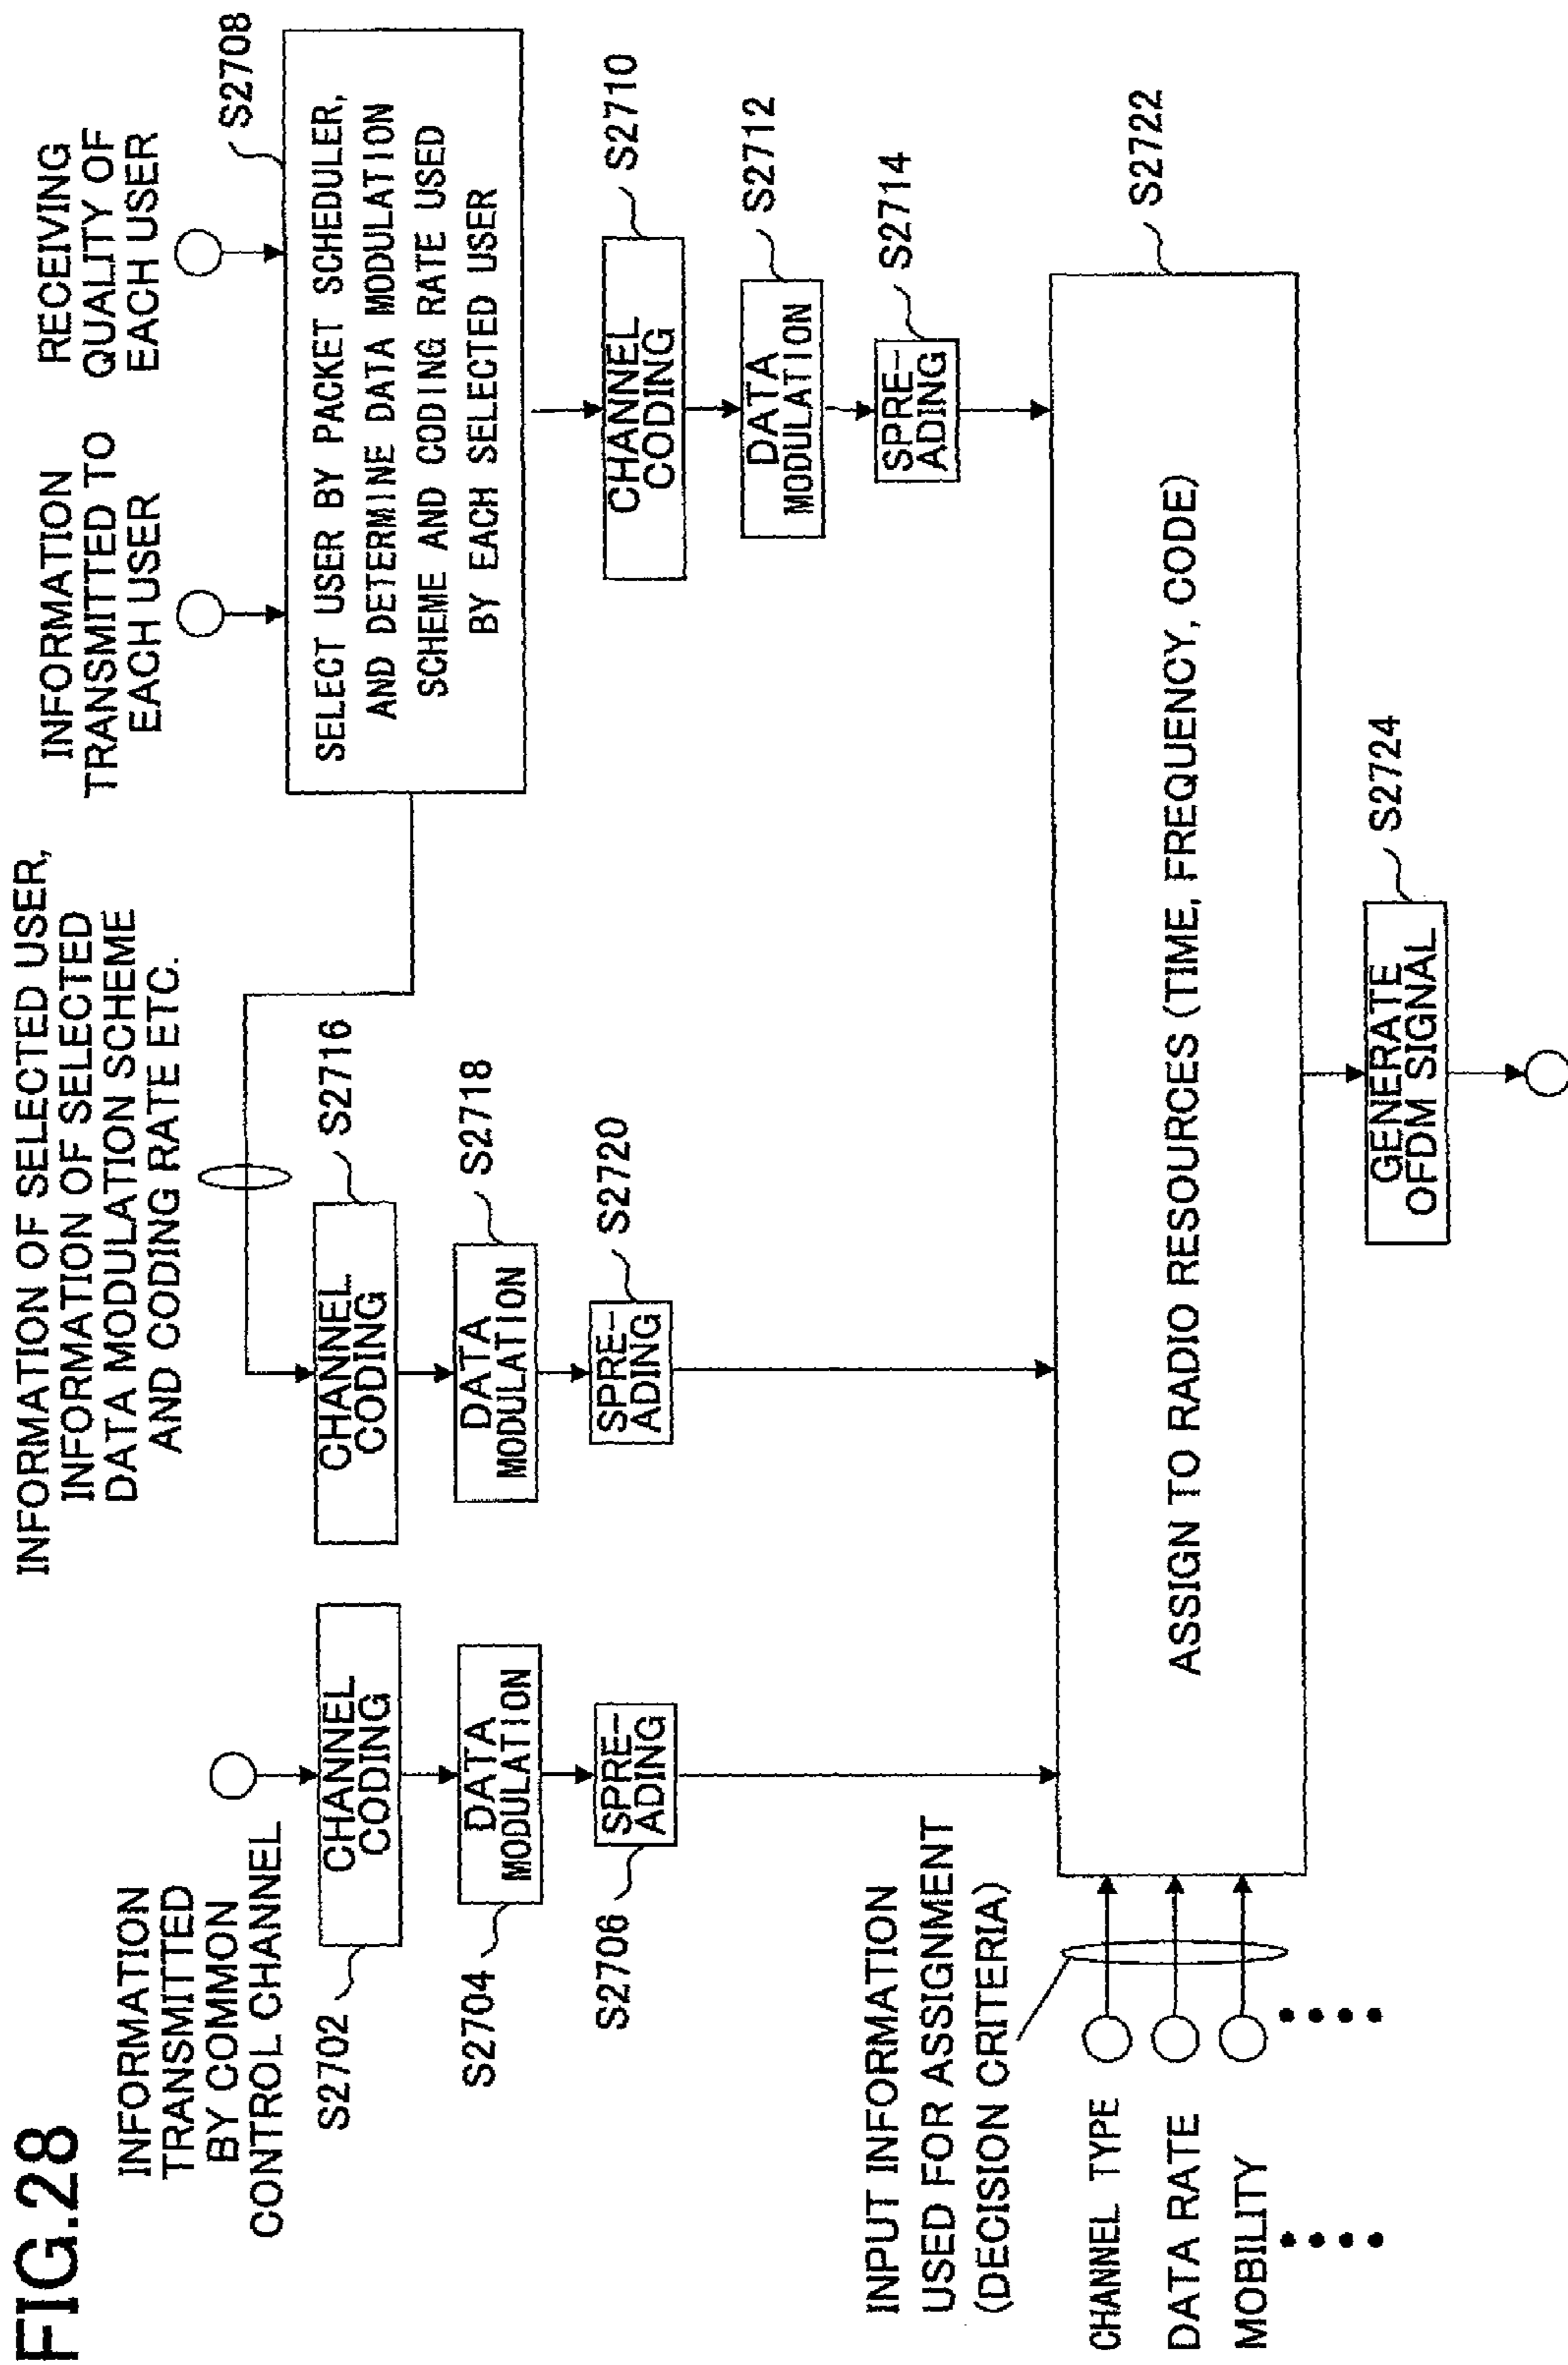 FIG.28
INFORMATION
TRANSMITTED
BY COMMON
CONTROL CHANNEL
CHANNEL
CODING
S2702
DATA
MODULATION
S2704
SPRE-
ADING
S2706
INFORMATION OF SELECTED USER,
INFORMATION OF SELECTED
DATA MODULATION SCHEME
AND CODING RATE ETC.
CHANNEL
CODING
S2716
DATA
MODULATION
S2718
SPRE-
ADING
S2720
INFORMATION
TRANSMITTED TO
EACH USER
RECEIVING
QUALITY OF
EACH USER
S2708
SELECT USER BY PACKET SCHEDULER,
AND DETERMINE DATA MODULATION
SCHEME AND CODING RATE USED
BY EACH SELECTED USER
CHANNEL
CODING
S2710
DATA
MODULATION
S2712
SPRE-
ADING
S2714
INPUT INFORMATION
USED FOR ASSIGNMENT
(DECISION CRITERIA)
CHANNEL TYPE
DATA RATE
MOBILITY
ASSIGN TO RADIO RESOURCES (TIME, FREQUENCY, CODE)
S2722
GENERATE
OFDM SIGNAL
S2724